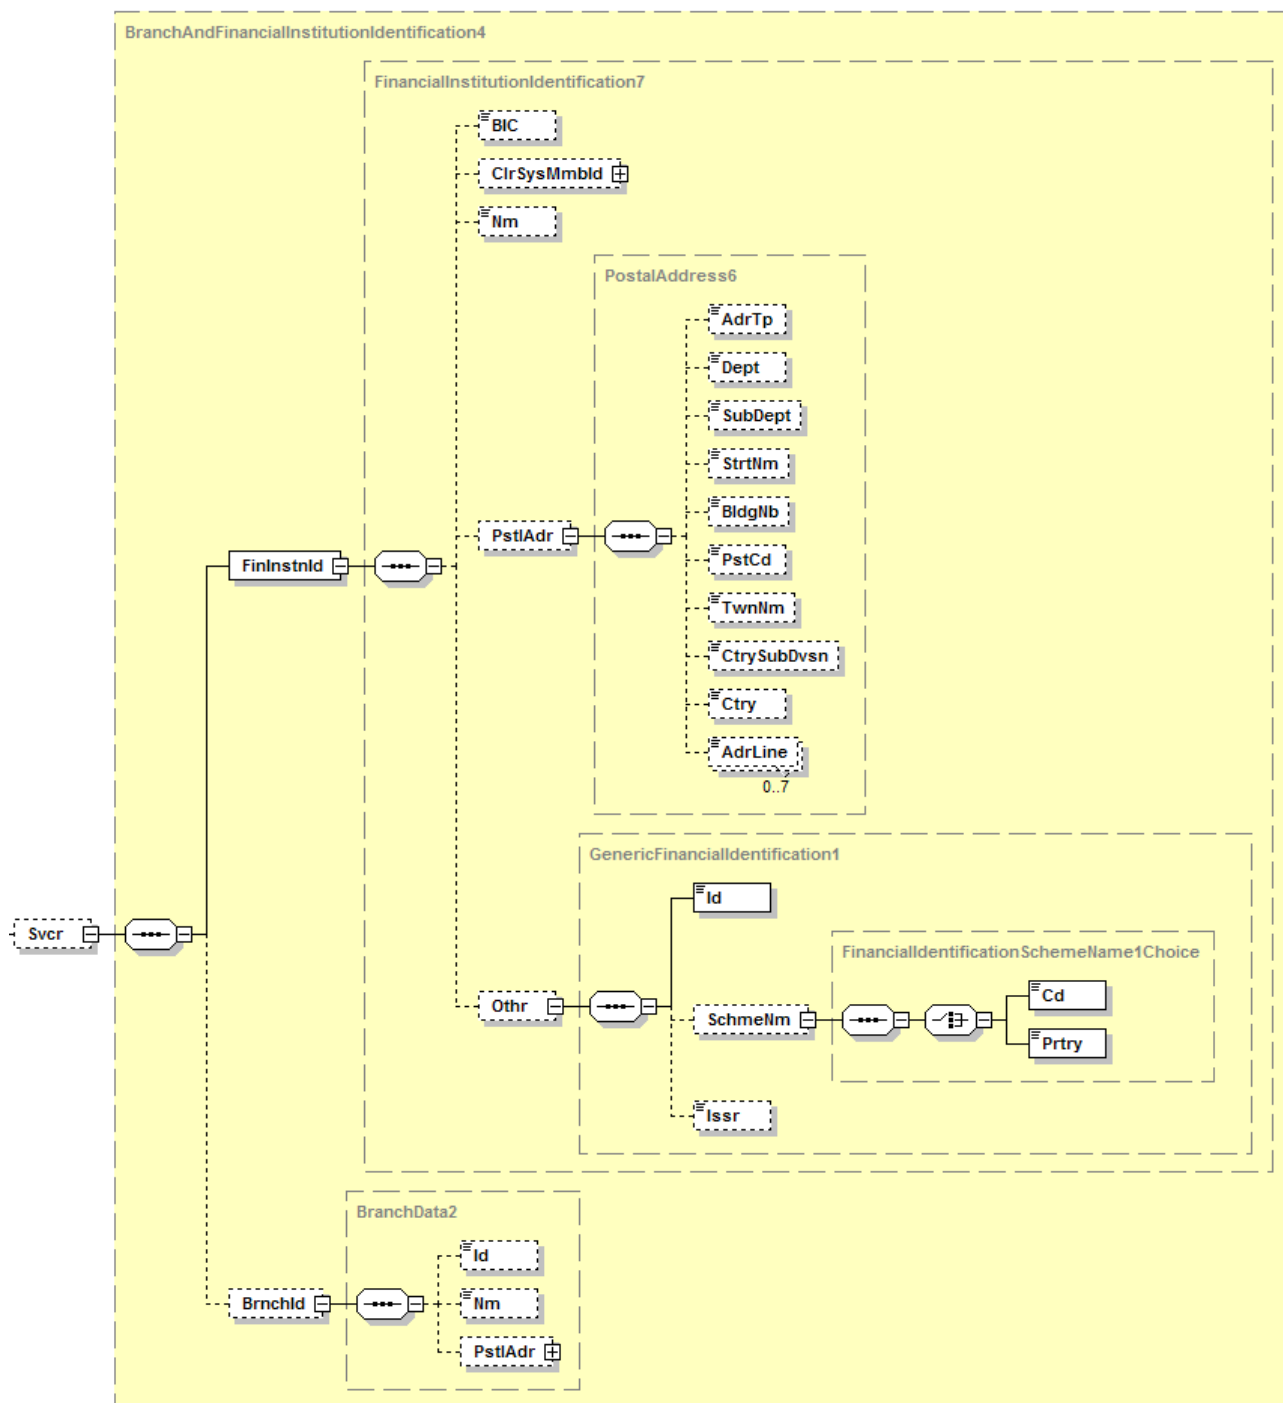 BranchAndFinancialInstitutionIdentification4
FinancialInstitutionIdentification7
BIC
ClrSysMmbId
Nm
PostalAddress6
AdrTp
Dept
SubDept
StrtNm
BldgNb
PstlAdr
PstCd
FinInstnId
TwnNm
CtrySubDvsn
Ctry
AdrLine
0..7
GenericFinancialIdentification1
Id
Svcr
FinancialIdentificationSchemeName1Choice
Cd
Othr
SchmeNm
Prtry
Issr
BranchData2
Id
BrnchId
Nm
PstlAdr